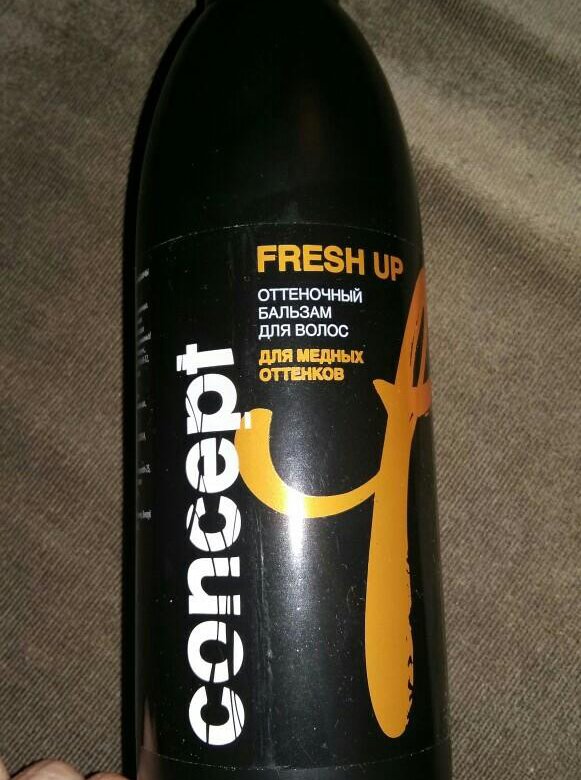 FRESH UP
ОТТЕНОЧНЫЙ
БАЛЬЗАМ
ДЛЯ ВОЛОС
ДЛЯ МЕДНЫХ
ОТТЕНКОВ
concept